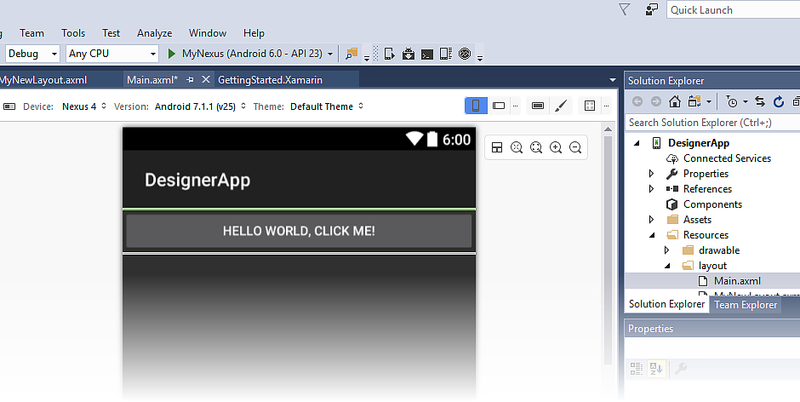 Quick Launch
Team Tools Test Analyze Window Help
Debug Any CPU MyNexus (Android 6.0 - API 23)
MyNewLayout.axml Main.axml* GettingStarted.Xamarin
Solution Explorer
Device: Nexus 4 Version: Android 7.1.1 (v25) Theme: Default Theme
Search Solution Explorer (Ctrl+;)
6:00
DesignerApp
Connected Services
Properties
References
Components
Assets
Resources
drawable
layout
Main.axml
MyNewLayout.axml
DesignerApp
HELLO WORLD, CLICK ME!
Solution Explorer Team Explorer
Properties